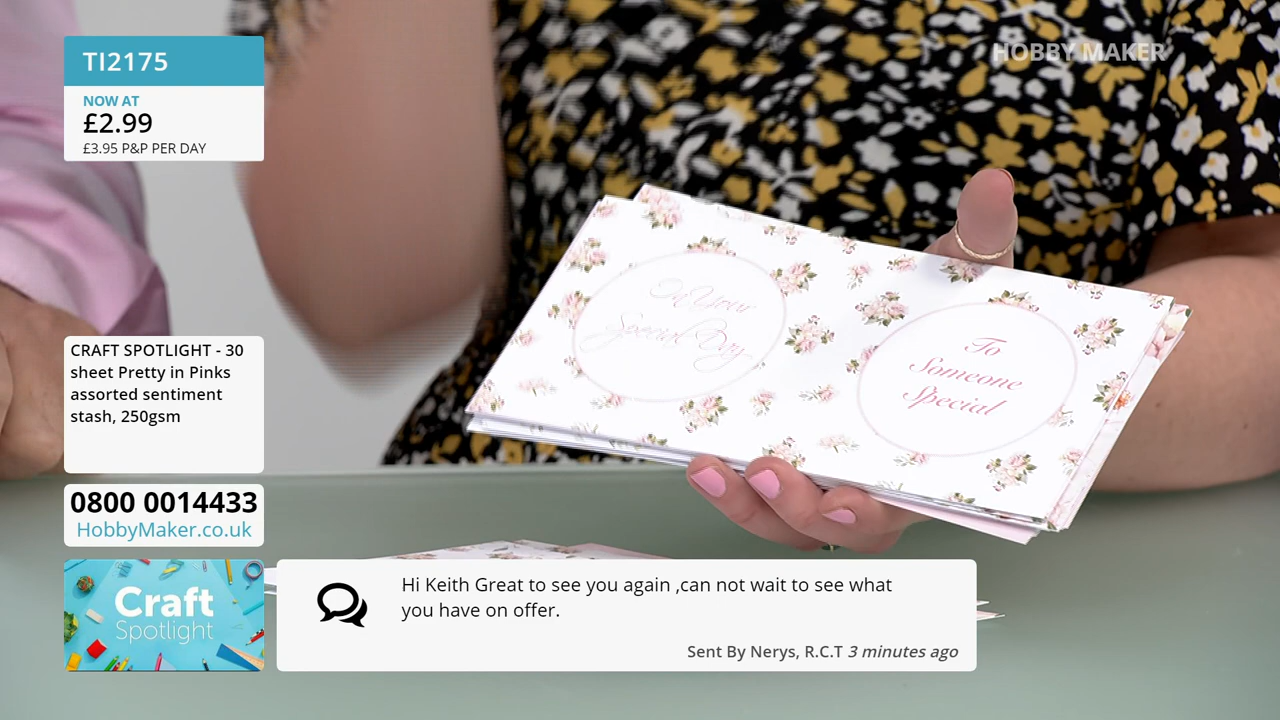 TI2175
NOW AT
£2.99
£3.95 P&P PER DAY
HOBBY MAKER
On Your
Special Day
To
Someone
Special
CRAFT SPOTLIGHT - 30
sheet Pretty in Pinks
assorted sentiment
stash, 250gsm
0800 0014433
HobbyMaker.co.uk
Craft
Spotlight
Hi Keith Great to see you again ,can not wait to see what
you have on offer.
Sent By Nerys, R.C.T 3 minutes ago